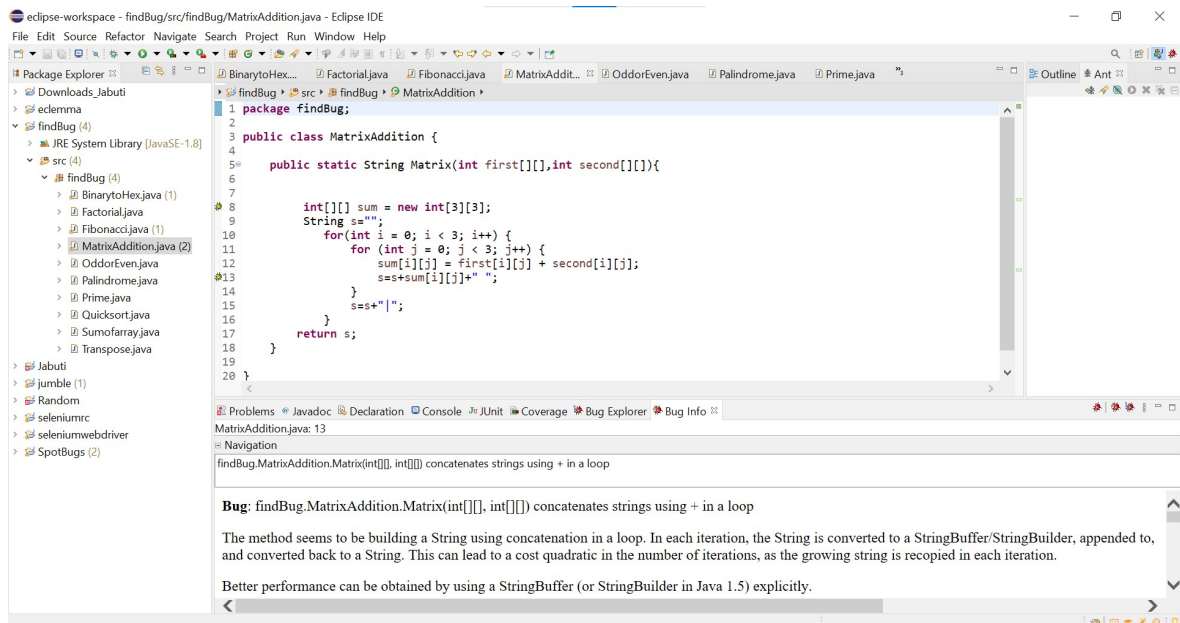 eclipse-workspace - findBug/src/findBug/MatrixAddition.java - Eclipse IDE
File Edit Source Refactor Navigate Search Project Run Window Help
Package Explorer
BinarytoHex.... Factorial.java Fibonacci.java MatrixAddit... OddorEven.java Palindrome.java Prime.java »2
Outline Ant
Downloads_Jabuti
eclemma
findBug (4)
JRE System Library [JavaSE-1.8]
src (4)
findBug (4)
BinarytoHex.java (1)
Factorial.java
Fibonacci.java (1)
MatrixAddition.java (2)
OddorEven.java
Palindrome.java
Prime.java
Quicksort.java
Sumofarray.java
Transpose.java
Jabuti
jumble (1)
Random
seleniumrc
seleniumwebdriver
SpotBugs (2)
findBug src findBug MatrixAddition
1 package findBug;
2
3 public class MatrixAddition {
4
5 public static String Matrix(int first[][],int second[][]){
6
7
8 int[][] sum = new int[3][3];
9 String s="";
10 for(int i = 0; i < 3; i++) {
11 for (int j = 0; j < 3; j++) {
12 sum[i][j] = first[i][j] + second[i][j];
13 s=s+sum[i][j]+" ";
14 }
15 s=s+"|";
16 }
17 return s;
18 }
19
20 }
Problems Javadoc Declaration Console JUnit Coverage Bug Explorer Bug Info
MatrixAddition.java: 13
Navigation
findBug.MatrixAddition.Matrix(int[][], int[][]) concatenates strings using + in a loop
Bug: findBug.MatrixAddition.Matrix(int[][], int[][]) concatenates strings using + in a loop
The method seems to be building a String using concatenation in a loop. In each iteration, the String is converted to a StringBuffer/StringBuilder, appended to,
and converted back to a String. This can lead to a cost quadratic in the number of iterations, as the growing string is recopied in each iteration.
Better performance can be obtained by using a StringBuffer (or StringBuilder in Java 1.5) explicitly.